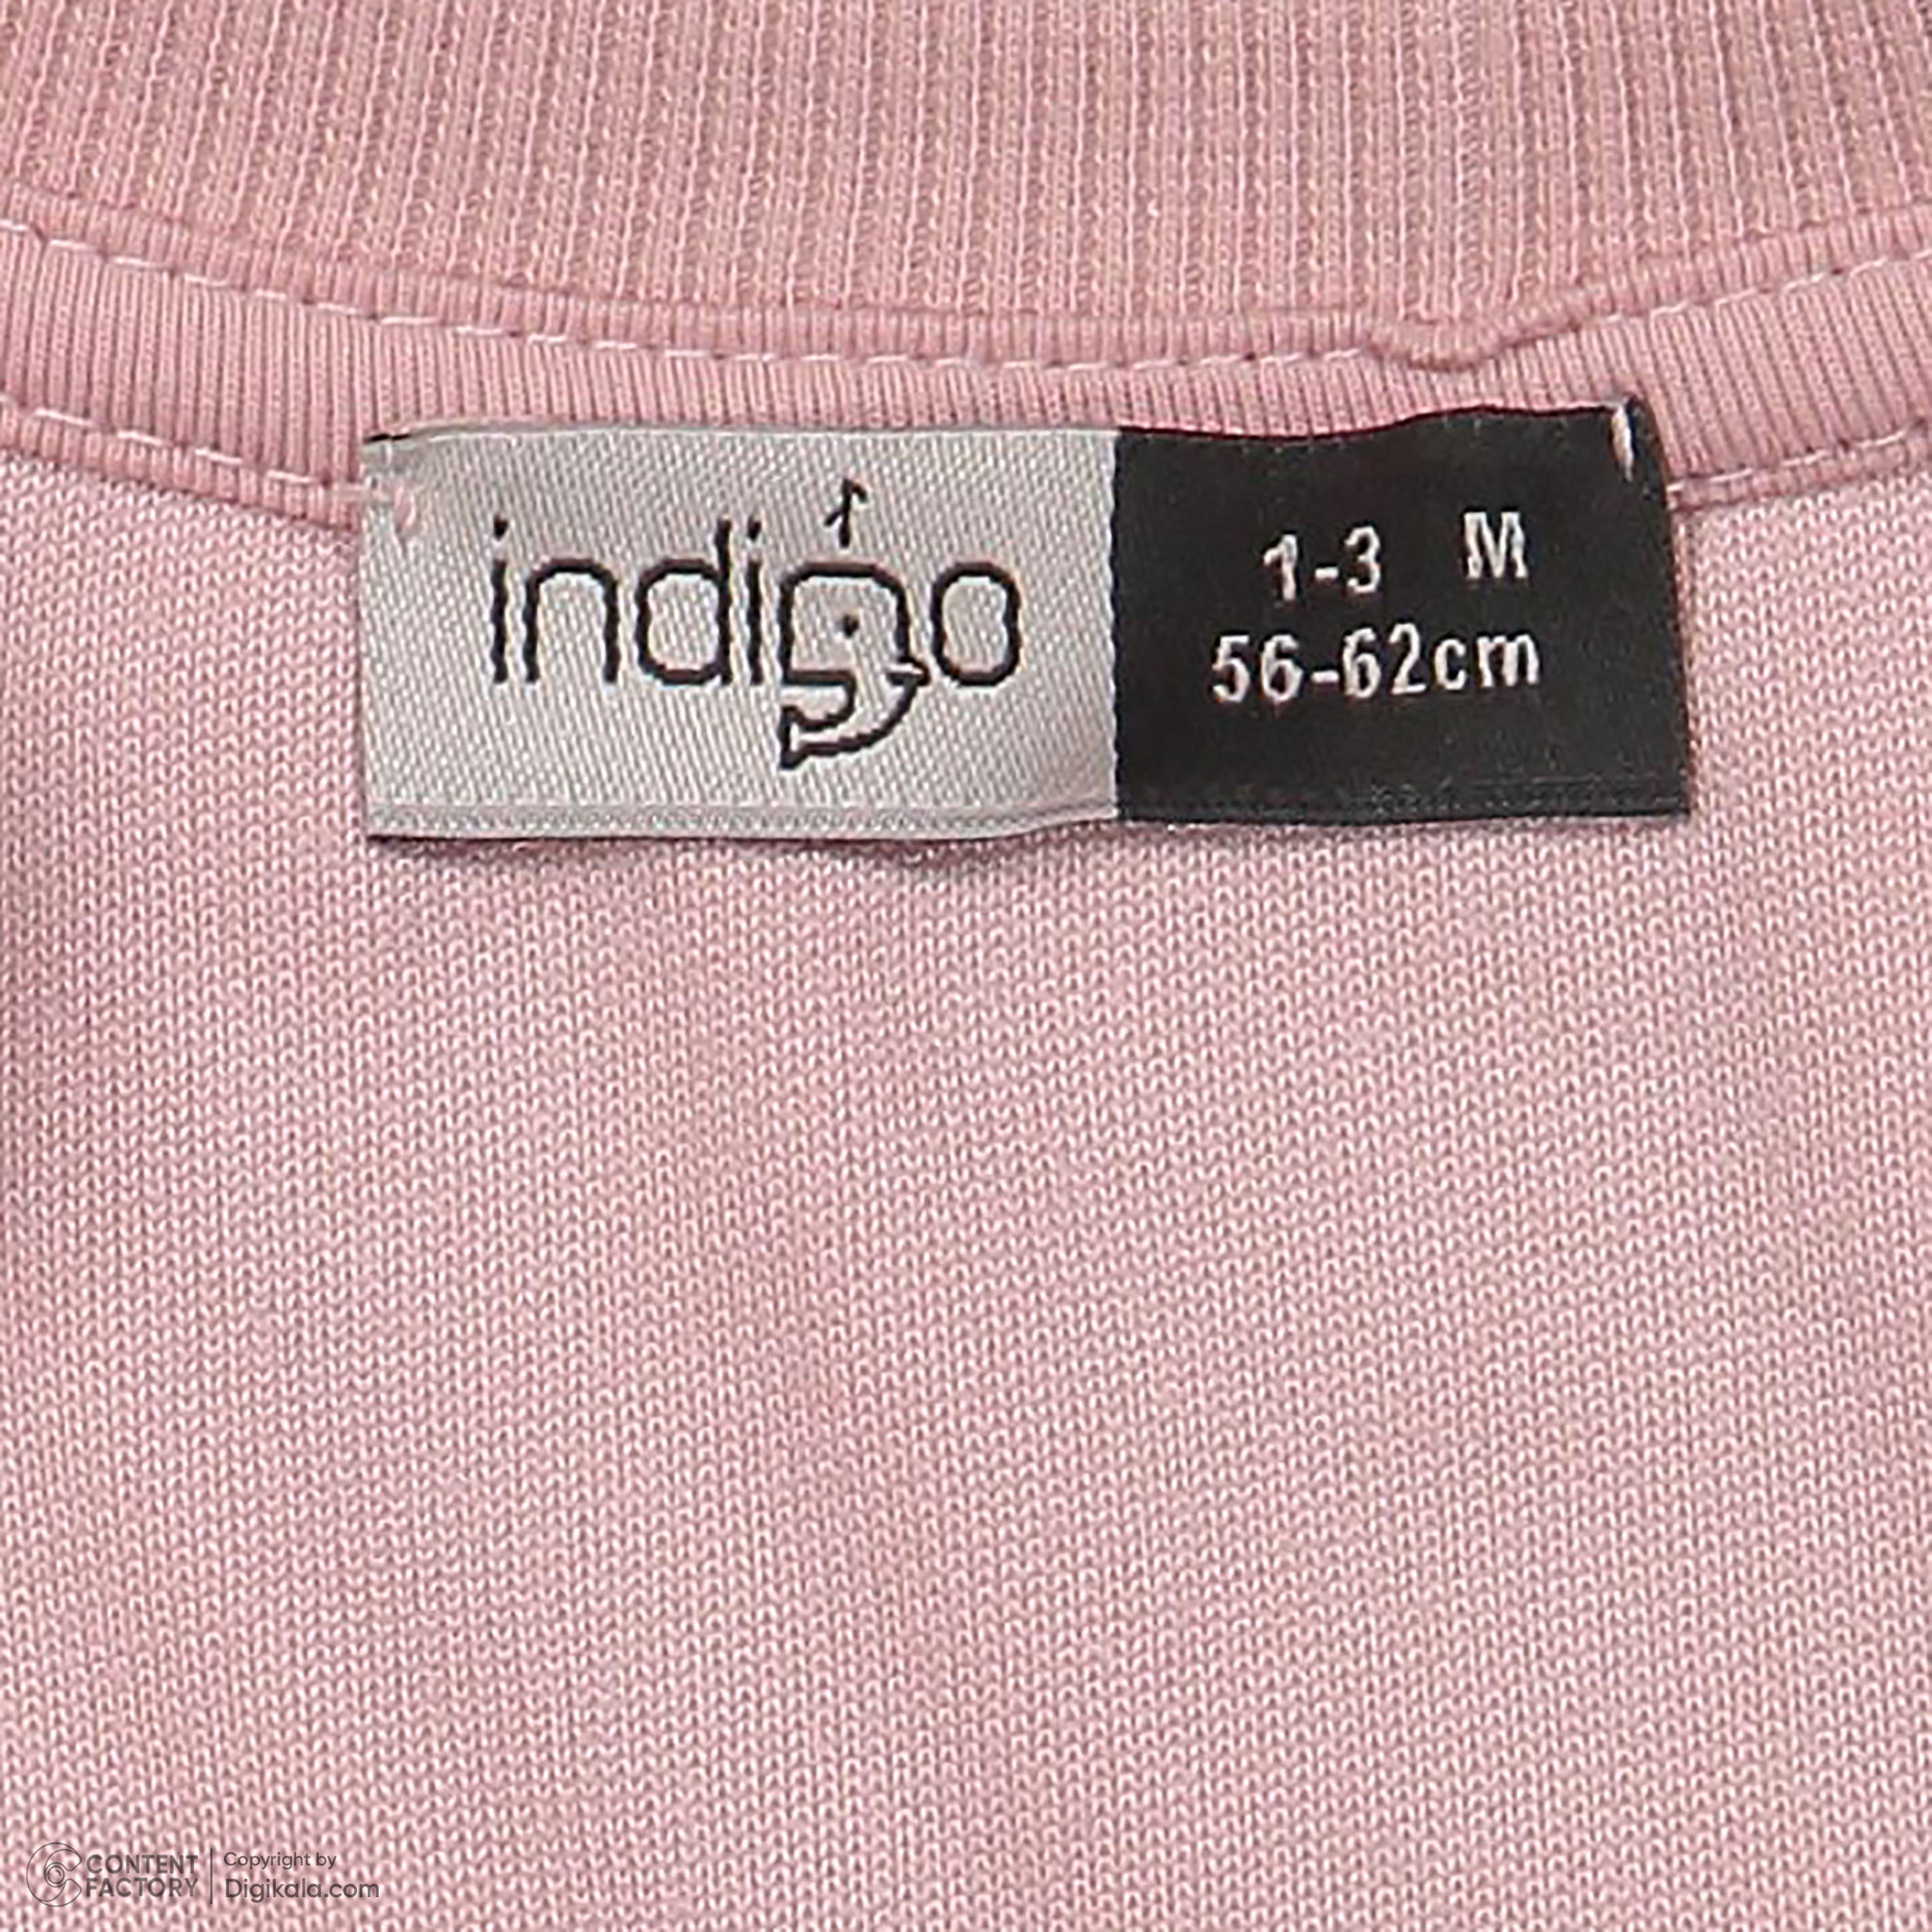 indigo
1-3 M
56-62cm
CONTENT
FACTORY
Copyright by
Digikala.com